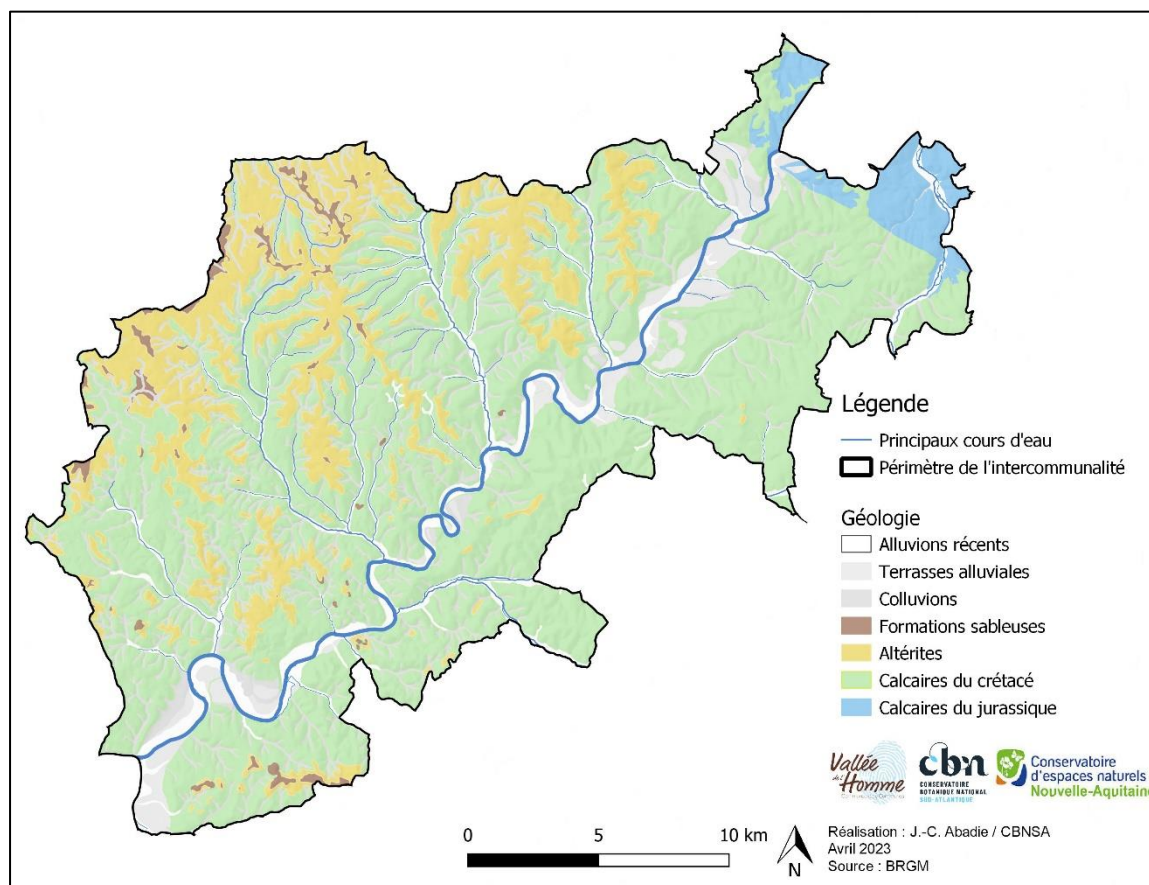 Légende
Principaux cours d'eau
Périmètre de l'intercommunalité
Géologie
Alluvions récents
Terrasses alluviales
Colluvions
Formations sableuses
Altérites
Calcaires du crétacé
Calcaires du jurassique
Vallée
de l'Homme
cbn
CONSERVATOIRE
BOTANIQUE NATIONAL
SUD-ATLANTIQUE
Conservatoire
d'espaces naturels
Nouvelle-Aquitaine
0 5 10 km
N
Réalisation : J.-C. Abadie / CBNSA
Avril 2023
Source : BRGM